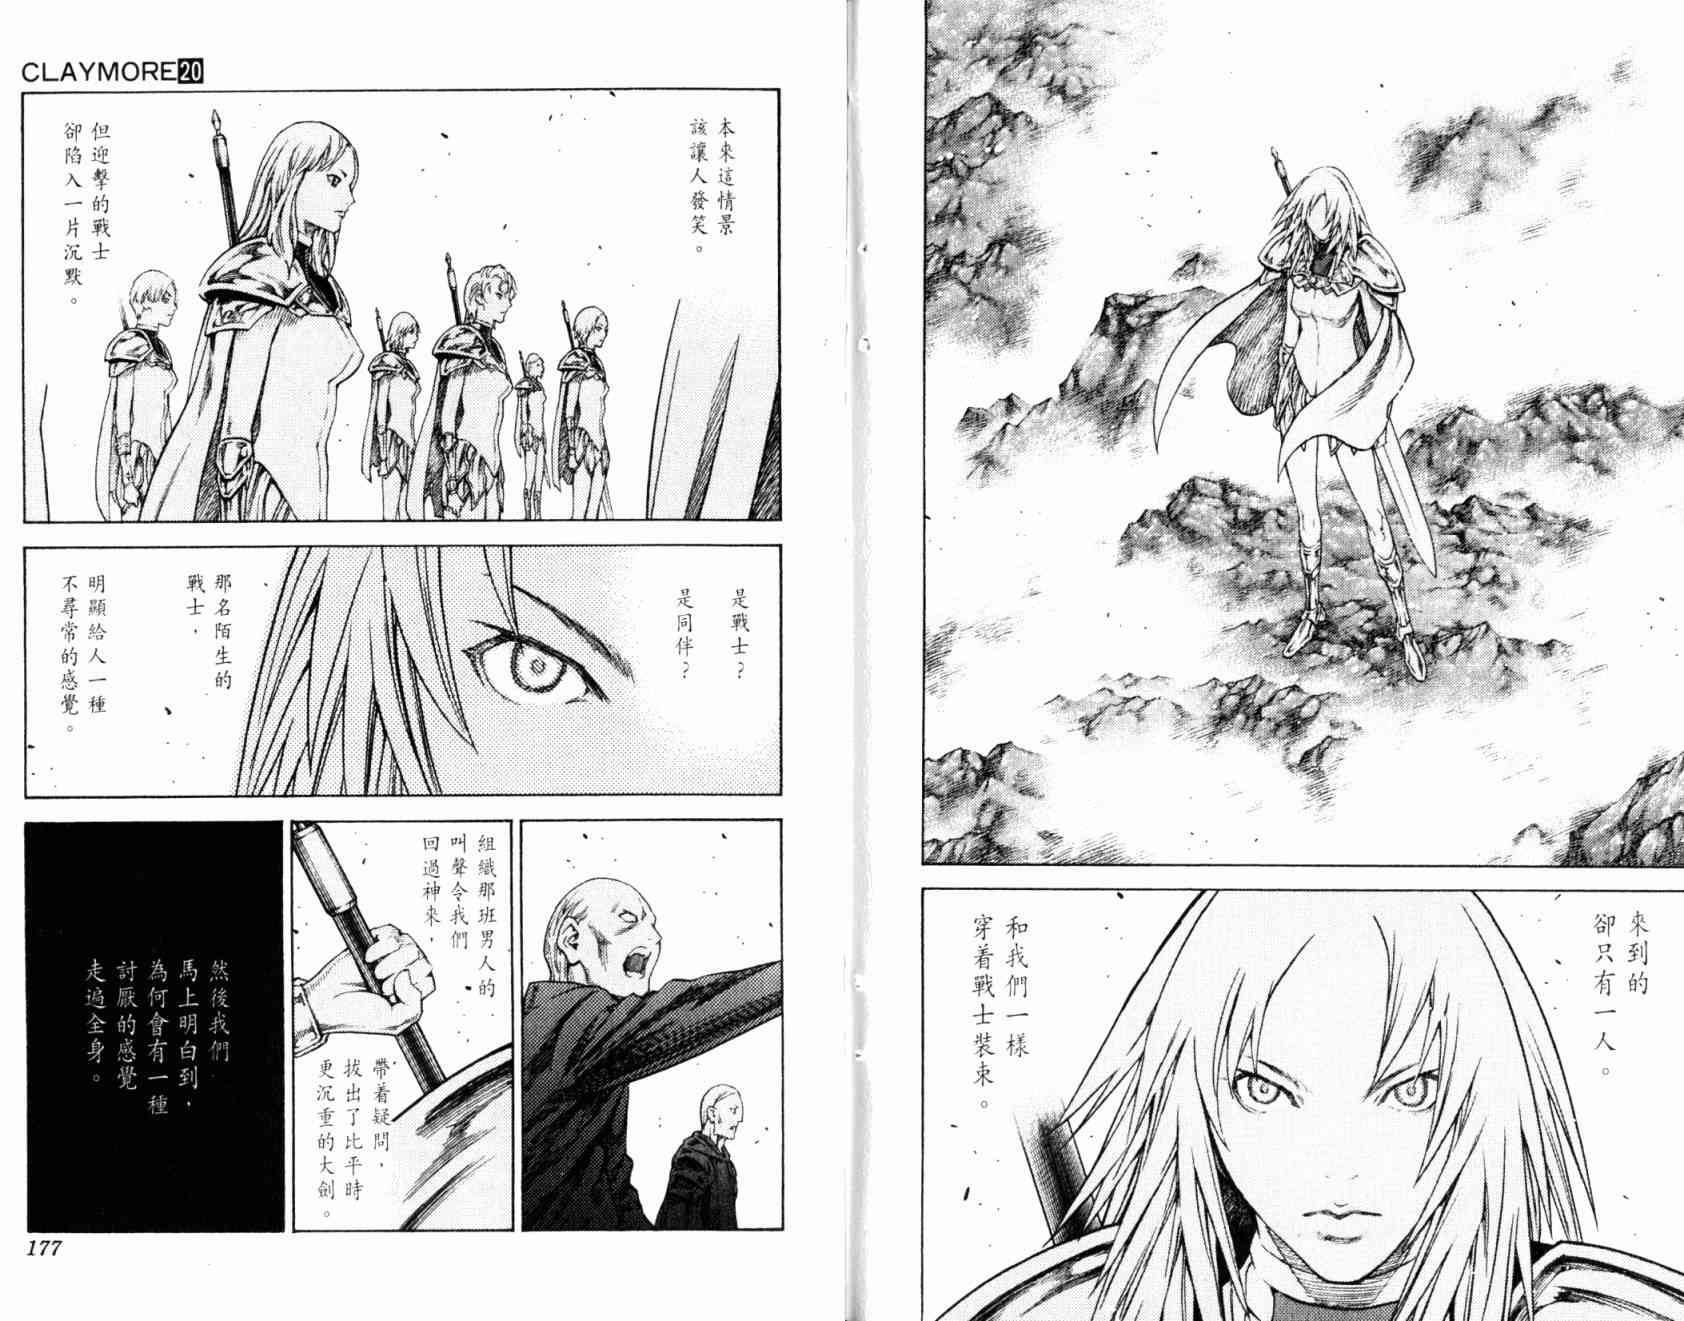 來到的
卻只有一人。
和我們一樣
穿着戰士裝束。
CLAYMORE20
本來這情景
該讓人發笑。
但迎擊的戰士
卻陷入一片沉默。
是戰士?
是同伴?
那名陌生的
戰士,
明顯給人一種
不尋常的感覺。
組織那班男人的
叫聲令我們
回過神來,
帶着疑問,
拔出了比平時
更沉重的大劍。
然後我們
馬上明白到,
為何會有一種
討厭的感覺
走遍全身。
177